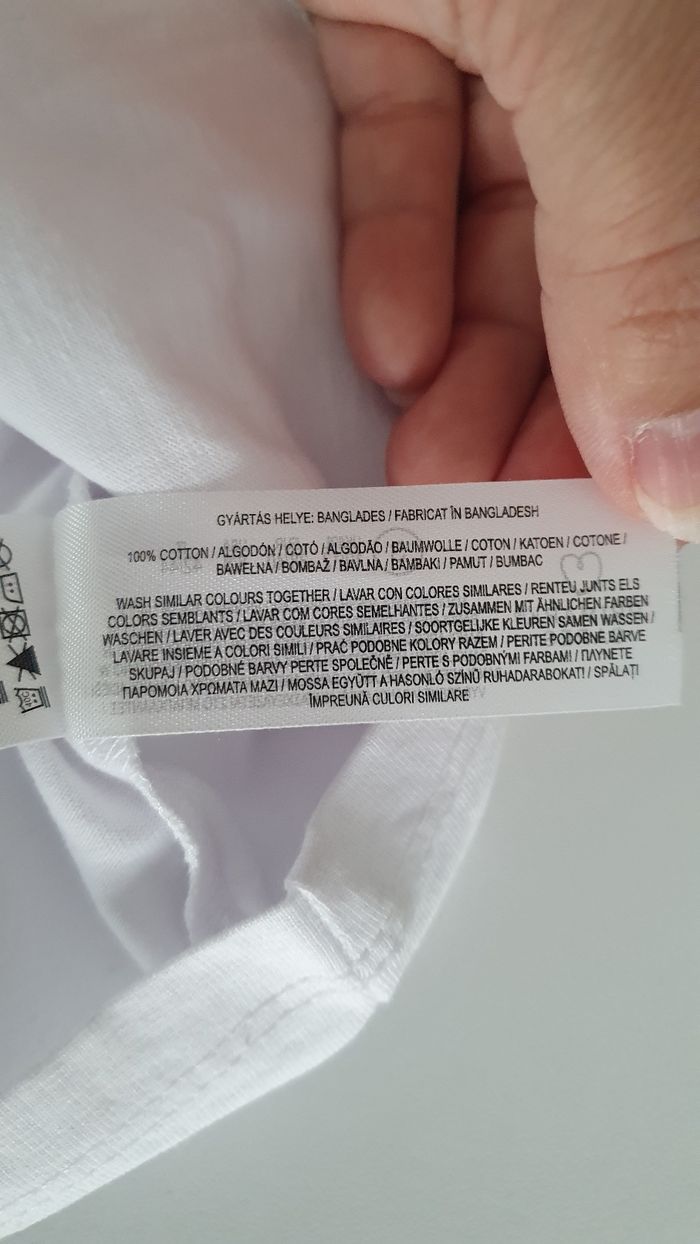 GYÁRTÁS HELYE: BANGLADES / FABRICAT ÎN BANGLADESH
100% COTTON / ALGODÓN / COTÓ / ALGODÃO / BAUMWOLLE / COTON / KATOEN / COTONE /
BAWEŁNA / BOMBAŽ / BAVLNA / BAMBAKI / PAMUT / BUMBAC
WASH SIMILAR COLOURS TOGETHER / LAVAR CON COLORES SIMILARES / RENTEU JUNTS ELS
COLORS SEMBLANTS / LAVAR COM CORES SEMELHANTES / ZUSAMMEN MIT ÄHNLICHEN FARBEN
WASCHEN / LAVER AVEC DES COULEURS SIMILAIRES / SOORTGELIJKE KLEUREN SAMEN WASSEN /
LAVARE INSIEME A COLORI SIMILI / PRAĆ PODOBNE KOLORY RAZEM / PERITE PODOBNE BARVE
SKUPAJ / PODOBNÉ BARVY PERTE SPOLEČNĚ / PERTE S PODOBNÝMI FARBAMI / ΠΛΥΝΕΤΕ
ΠΑΡΟΜΟΙΑ ΧΡΩΜΑΤΑ ΜΑΖΙ / MOSSA EGYÜTT A HASONLÓ SZÍNŰ RUHADARABOKAT! / SPĂLAȚI
ÎMPREUNĂ CULORI SIMILARE